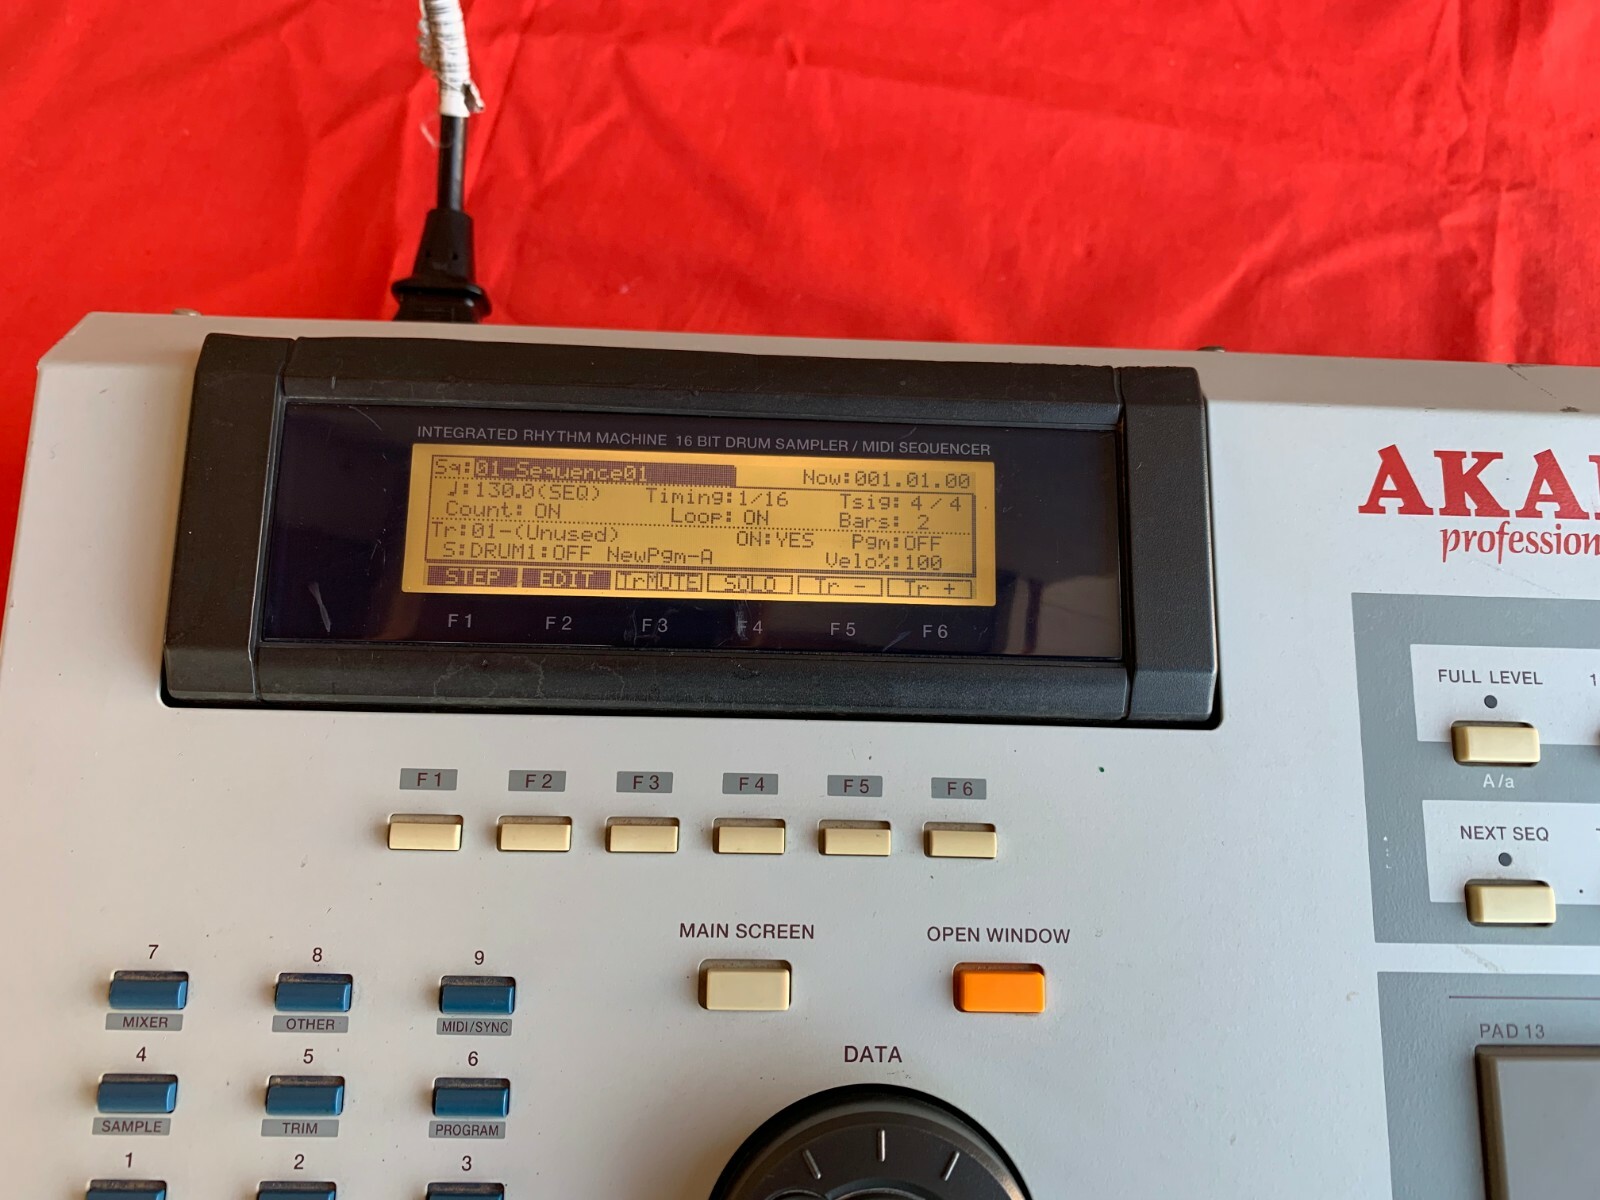 INTEGRATED RHYTHM MACHINE 16 BIT DRUM SAMPLER / MIDI SEQUENCER
Sq:01-Sequence01 Now:001.01.00
♩:130.0(SEQ) Timing:1/16 Tsig: 4/4
Count: ON Loop: ON Bars: 2
Tr:01-(Unused) ON:YES Pgm:OFF
S:DRUM1:OFF NewPgm-A Velo%:100
STEP EDIT TrMUTE SOLO Tr - Tr +
F1 F2 F3 F4 F5 F6
AKA
profession
FULL LEVEL 1
A/a
F1 F2 F3 F4 F5 F6
NEXT SEQ
MAIN SCREEN OPEN WINDOW
7 8 9
MIXER OTHER MIDI/SYNC
PAD 13
DATA
4 5 6
SAMPLE TRIM PROGRAM
1 2 3